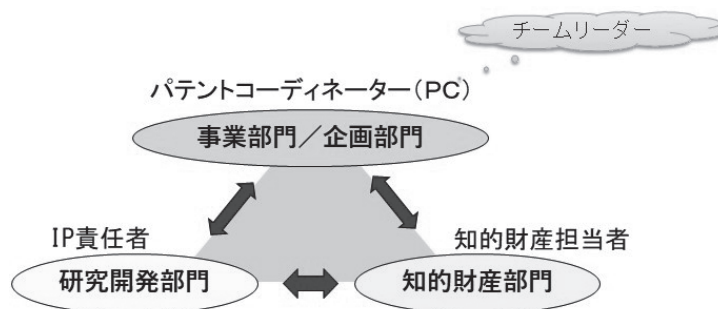 チームリーダー
パテントコーディネーター（PC）
事業部門／企画部門
IP責任者
知的財産担当者
研究開発部門
知的財産部門